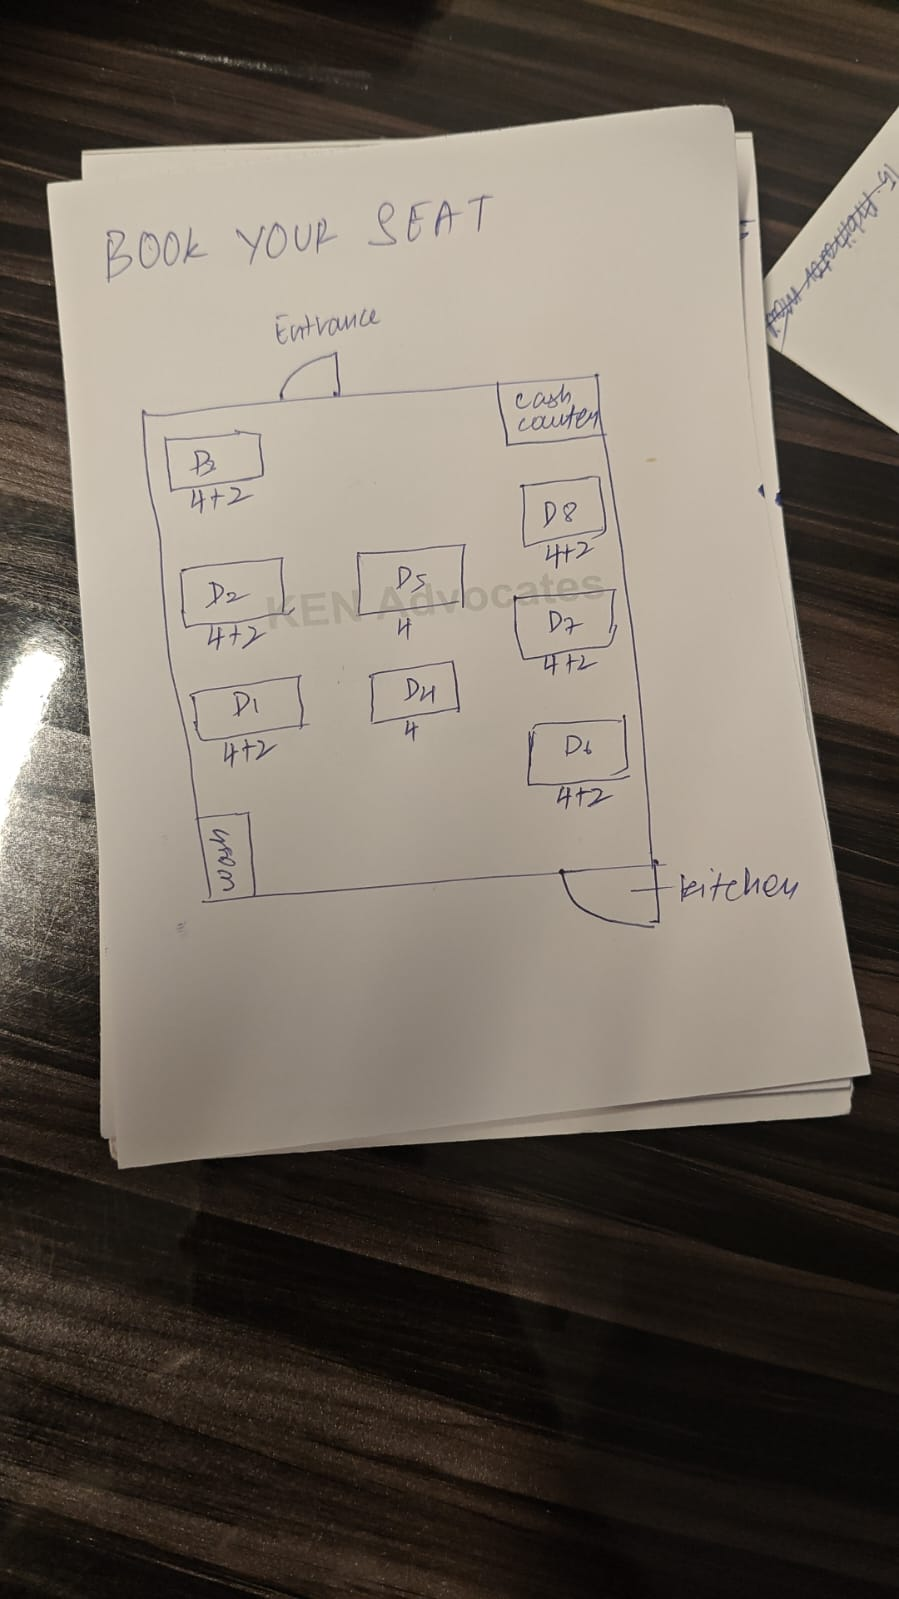 BOOK YOUR SEAT
Entrance
cash
counter
D3
4+2
D8
4+2
D2
4+2
D5
4
KEN Advocates
D7
4+2
D1
4+2
D4
4
D6
4+2
wash
kitchen